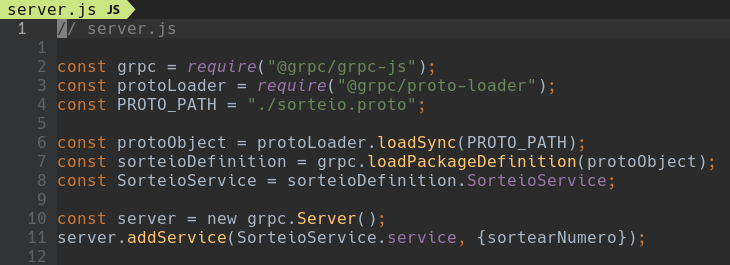 server.js JS
1 // server.js
1
2 const grpc = require("@grpc/grpc-js");
3 const protoLoader = require("@grpc/proto-loader");
4 const PROTO_PATH = "./sorteio.proto";
5
6 const protoObject = protoLoader.loadSync(PROTO_PATH);
7 const sorteioDefinition = grpc.loadPackageDefinition(protoObject);
8 const SorteioService = sorteioDefinition.SorteioService;
9
10 const server = new grpc.Server();
11 server.addService(SorteioService.service, {sortearNumero});
12